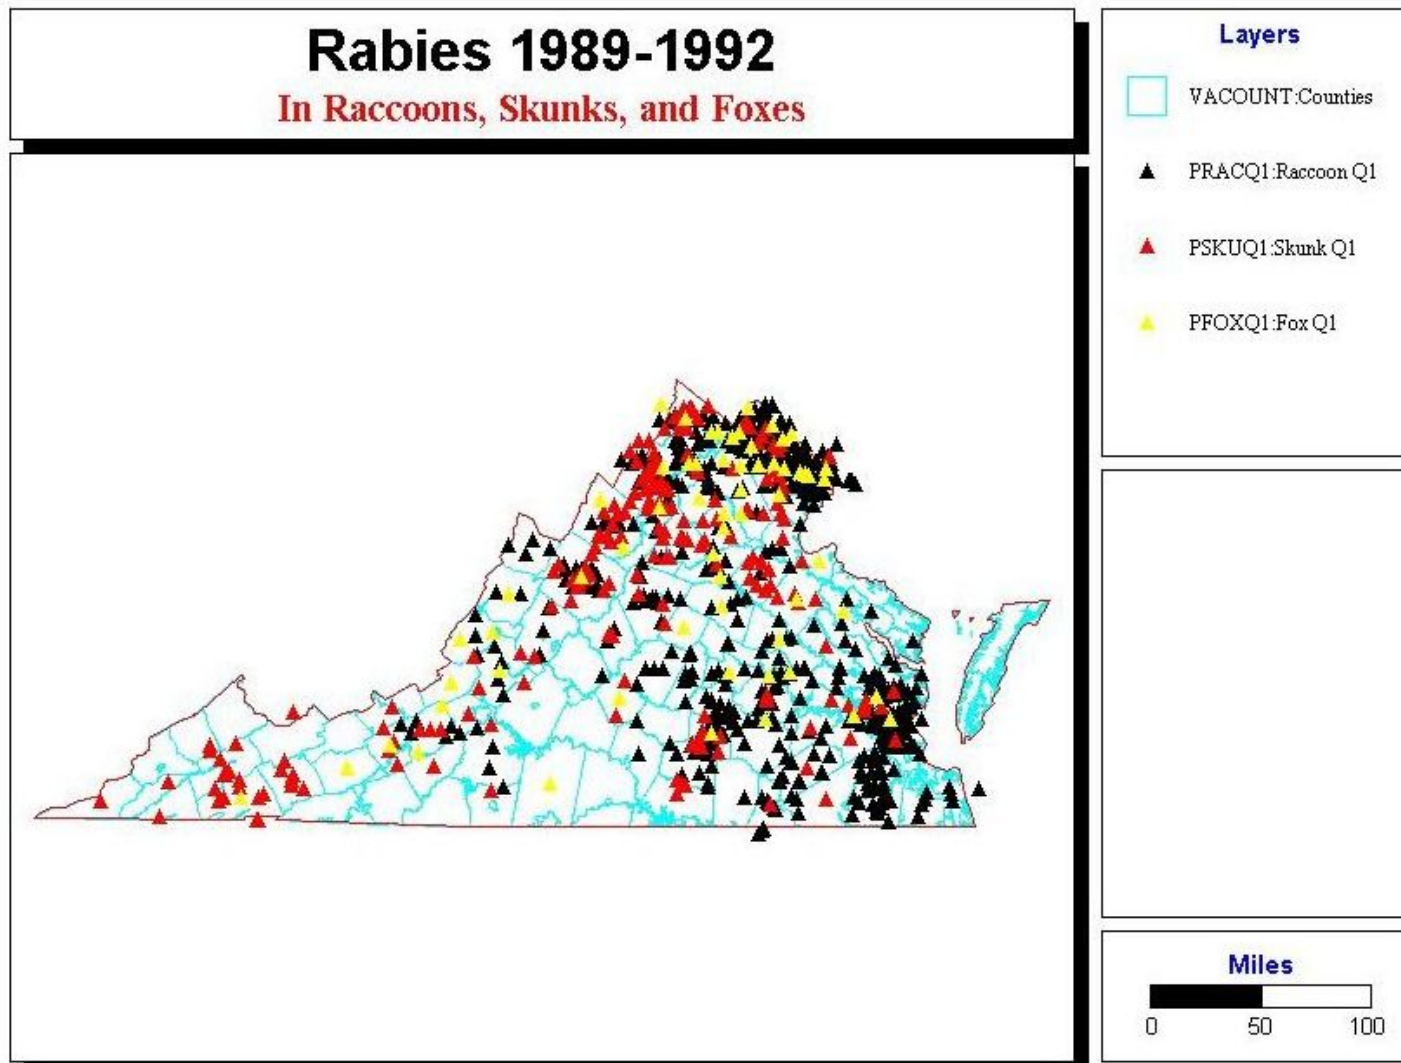 Rabies 1989-1992
In Raccoons, Skunks, and Foxes
Layers
VACOUNT:Counties
PRACQ1:Raccoon Q1
PSKUQ1:Skunk Q1
PFOXQ1:Fox Q1
Miles
0 50 100